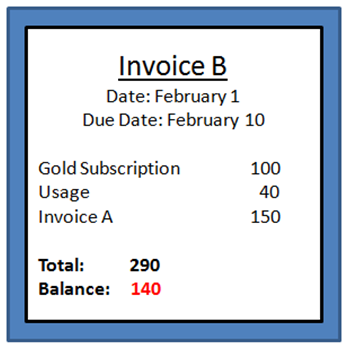 Invoice B
Date: February 1
Due Date: February 10
Gold Subscription 100
Usage 40
Invoice A 150
Total: 290
Balance: 140